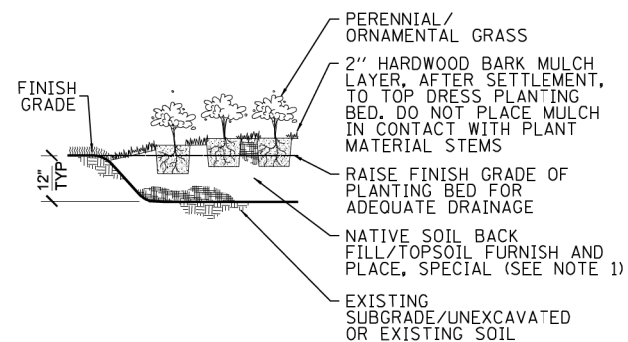 PERENNIAL/
ORNAMENTAL GRASS
2" HARDWOOD BARK MULCH
LAYER, AFTER SETTLEMENT,
TO TOP DRESS PLANTING
BED. DO NOT PLACE MULCH
IN CONTACT WITH PLANT
MATERIAL STEMS
FINISH
GRADE
12"
TYP
RAISE FINISH GRADE OF
PLANTING BED FOR
ADEQUATE DRAINAGE
NATIVE SOIL BACK
FILL/TOPSOIL FURNISH AND
PLACE, SPECIAL (SEE NOTE 1)
EXISTING
SUBGRADE/UNEXCAVATED
OR EXISTING SOIL